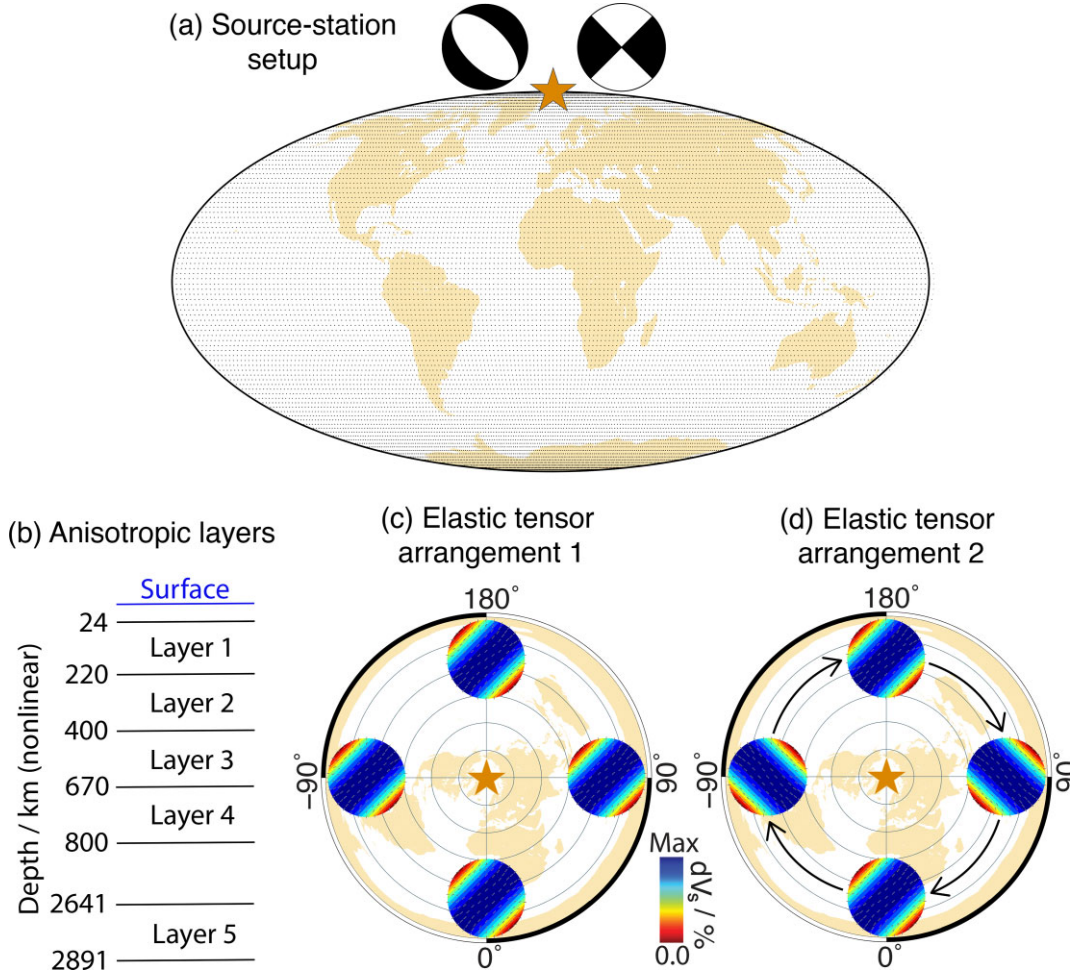 (a) Source-station
setup
(b) Anisotropic layers
Surface
24
Layer 1
220
Layer 2
400
Layer 3
670
Layer 4
800
2641
Layer 5
2891
Depth / km (nonlinear)
(c) Elastic tensor
arrangement 1
180°
-90°
90°
0°
Max
dVs / %
0.0
(d) Elastic tensor
arrangement 2
180°
-90°
90°
0°